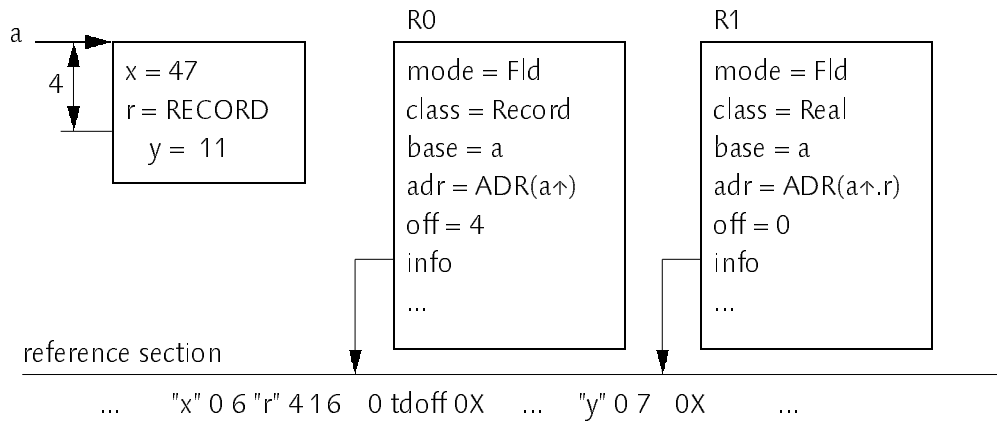 a
4
x = 47
r = RECORD
y = 11
R0
mode = Fld
class = Record
base = a
adr = ADR(a↑)
off = 4
info
...
R1
mode = Fld
class = Real
base = a
adr = ADR(a↑.r)
off = 0
info
...
reference section
... "x" 0 6 "r" 4 16 0 tdoff 0X ... "y" 0 7 0X ...